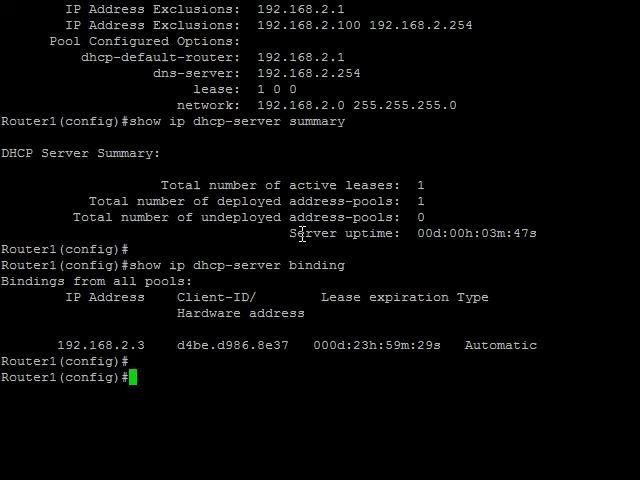 IP Address Exclusions:  192.168.2.1
IP Address Exclusions:  192.168.2.100 192.168.2.254
Pool Configured Options:
dhcp-default-router:  192.168.2.1
dns-server:  192.168.2.254
lease:  1 0 0
network:  192.168.2.0 255.255.255.0
Router1(config)#show ip dhcp-server summary
DHCP Server Summary:
Total number of active leases:  1
Total number of deployed address-pools:  1
Total number of undeployed address-pools:  0
Server uptime:  00d:00h:03m:47s
Router1(config)#
Router1(config)#show ip dhcp-server binding
Bindings from all pools:
IP Address    Client-ID/        Lease expiration Type
Hardware address
192.168.2.3    d4be.d986.8e37   000d:23h:59m:29s   Automatic
Router1(config)#
Router1(config)#